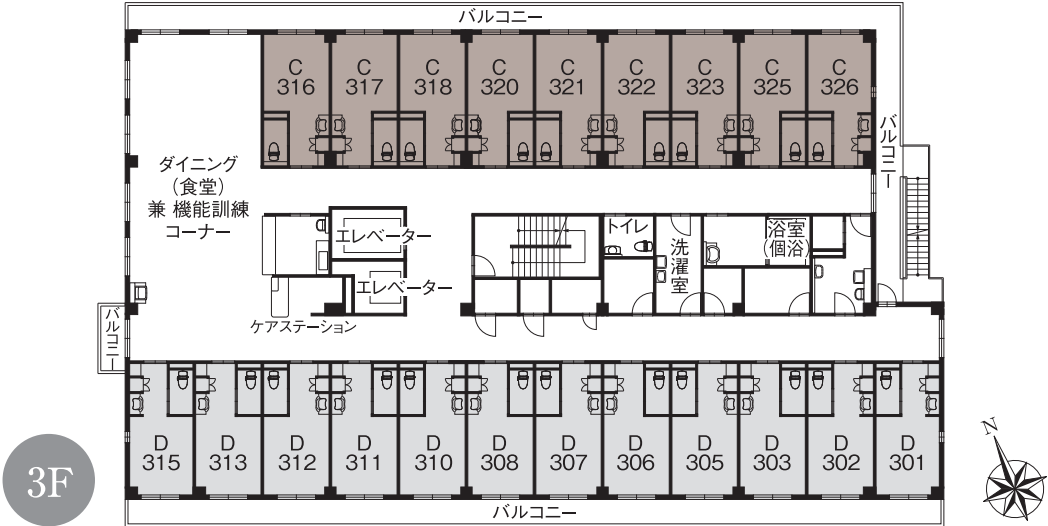 バルコニー
C
316
C
317
C
318
C
320
C
321
C
322
C
323
C
325
C
326
バルコニー
ダイニング
（食堂）
兼 機能訓練
コーナー
エレベーター
エレベーター
ケアステーション
トイレ
洗濯室
浴室
（個浴）
バルコニー
D
315
D
313
D
312
D
311
D
310
D
308
D
307
D
306
D
305
D
303
D
302
D
301
バルコニー
3F
N